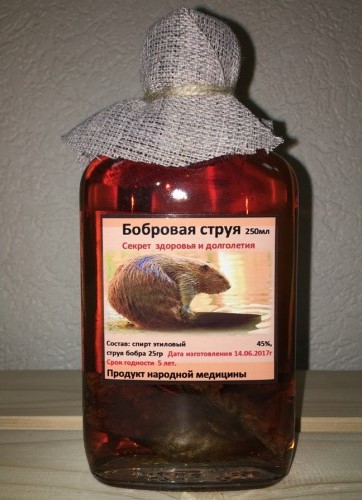 Бобровая струя 250мл
Секрет здоровья и долголетия
Состав: спирт этиловый 45%,
струя бобра 25гр Дата изготовления 14.06.2017г
Срок годности 5 лет.
Продукт народной медицины